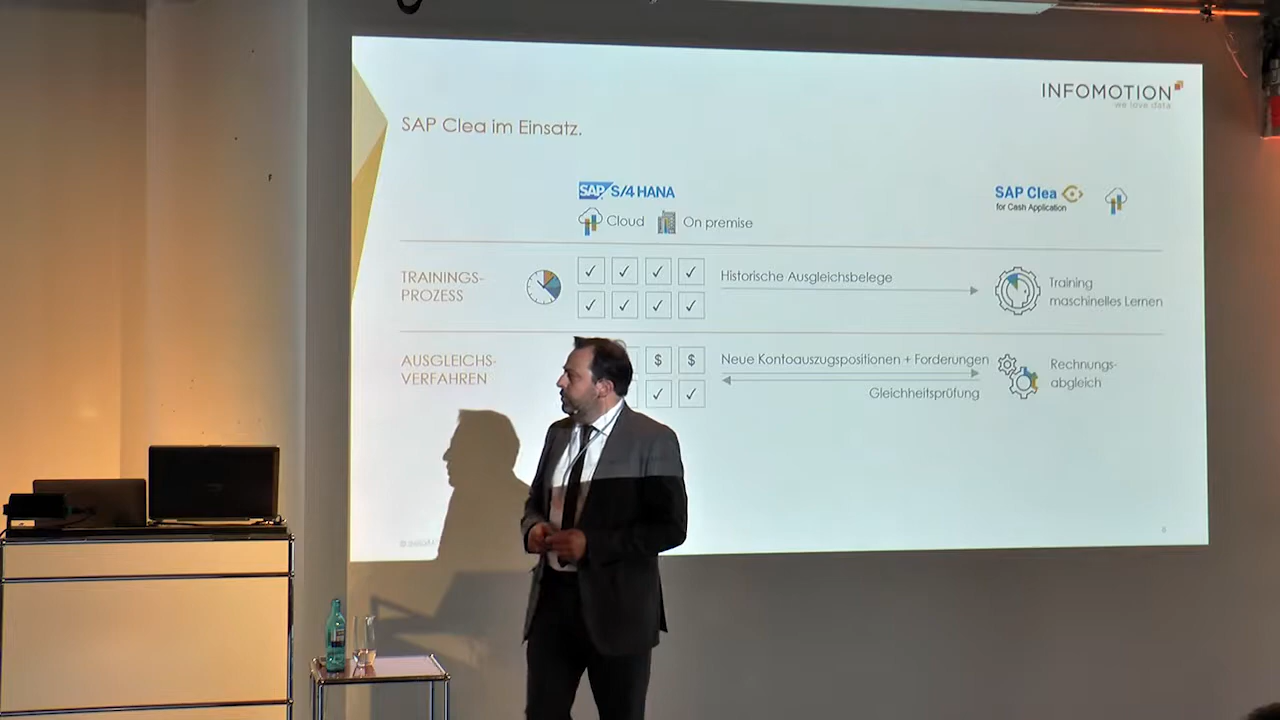 INFOMOTION
we love data
SAP Clea im Einsatz.
SAP S/4 HANA
Cloud
On premise
SAP Clea
for Cash Application
TRAININGS-
PROZESS
Historische Ausgleichsbelege
Training
maschinelles Lernen
AUSGLEICHS-
VERFAHREN
$ $
Neue Kontoauszugspositionen + Forderungen
Gleichheitsprüfung
Rechnungs-
abgleich